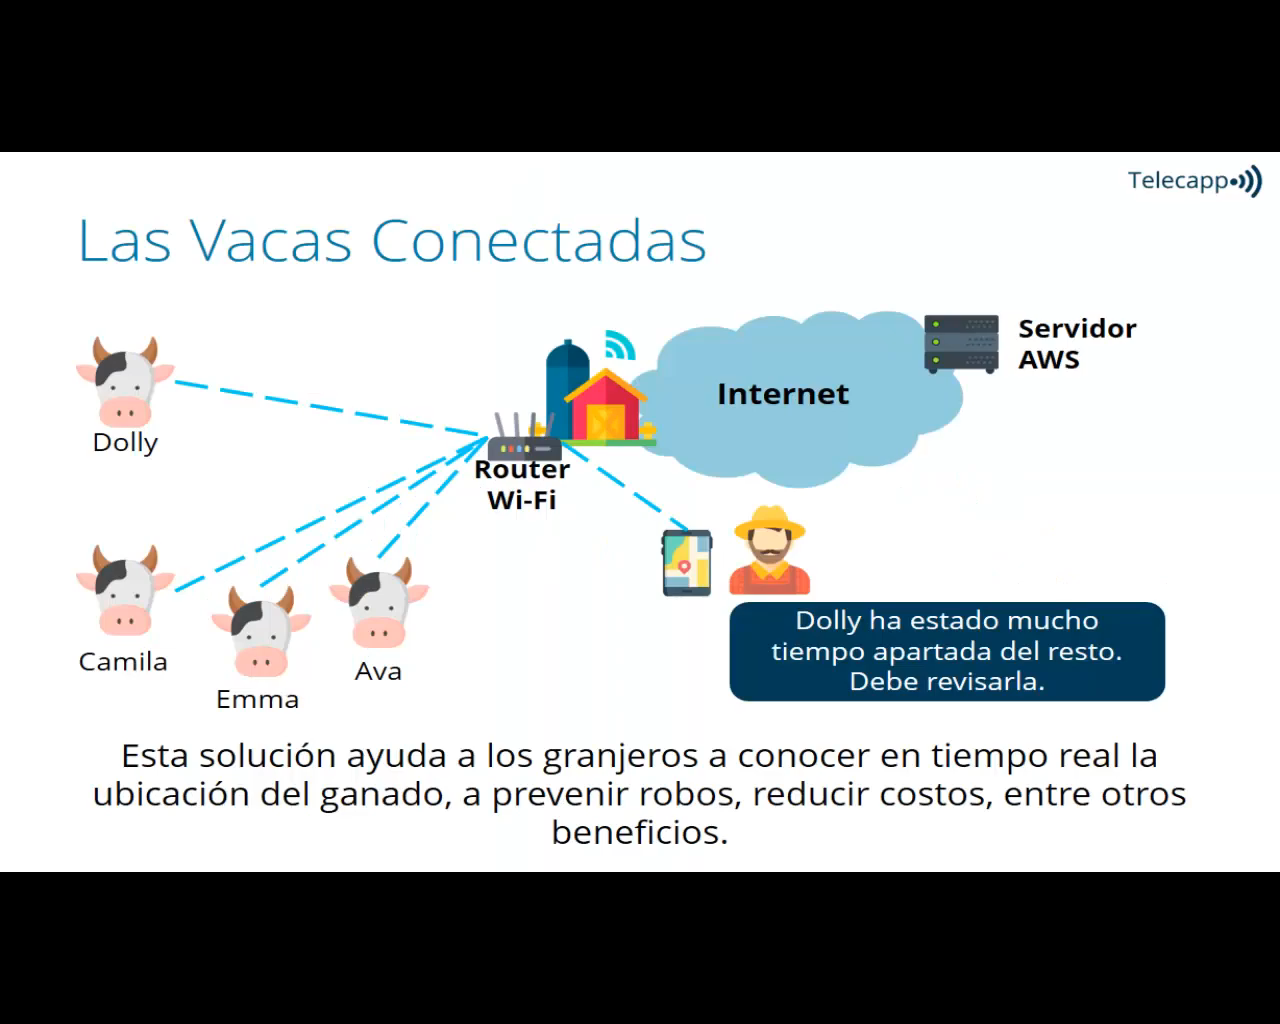 Telecapp
Las Vacas Conectadas
Servidor
AWS
Internet
Dolly
Router
Wi-Fi
Camila
Emma
Ava
Dolly ha estado mucho
tiempo apartada del resto.
Debe revisarla.
Esta solución ayuda a los granjeros a conocer en tiempo real la
ubicación del ganado, a prevenir robos, reducir costos, entre otros
beneficios.